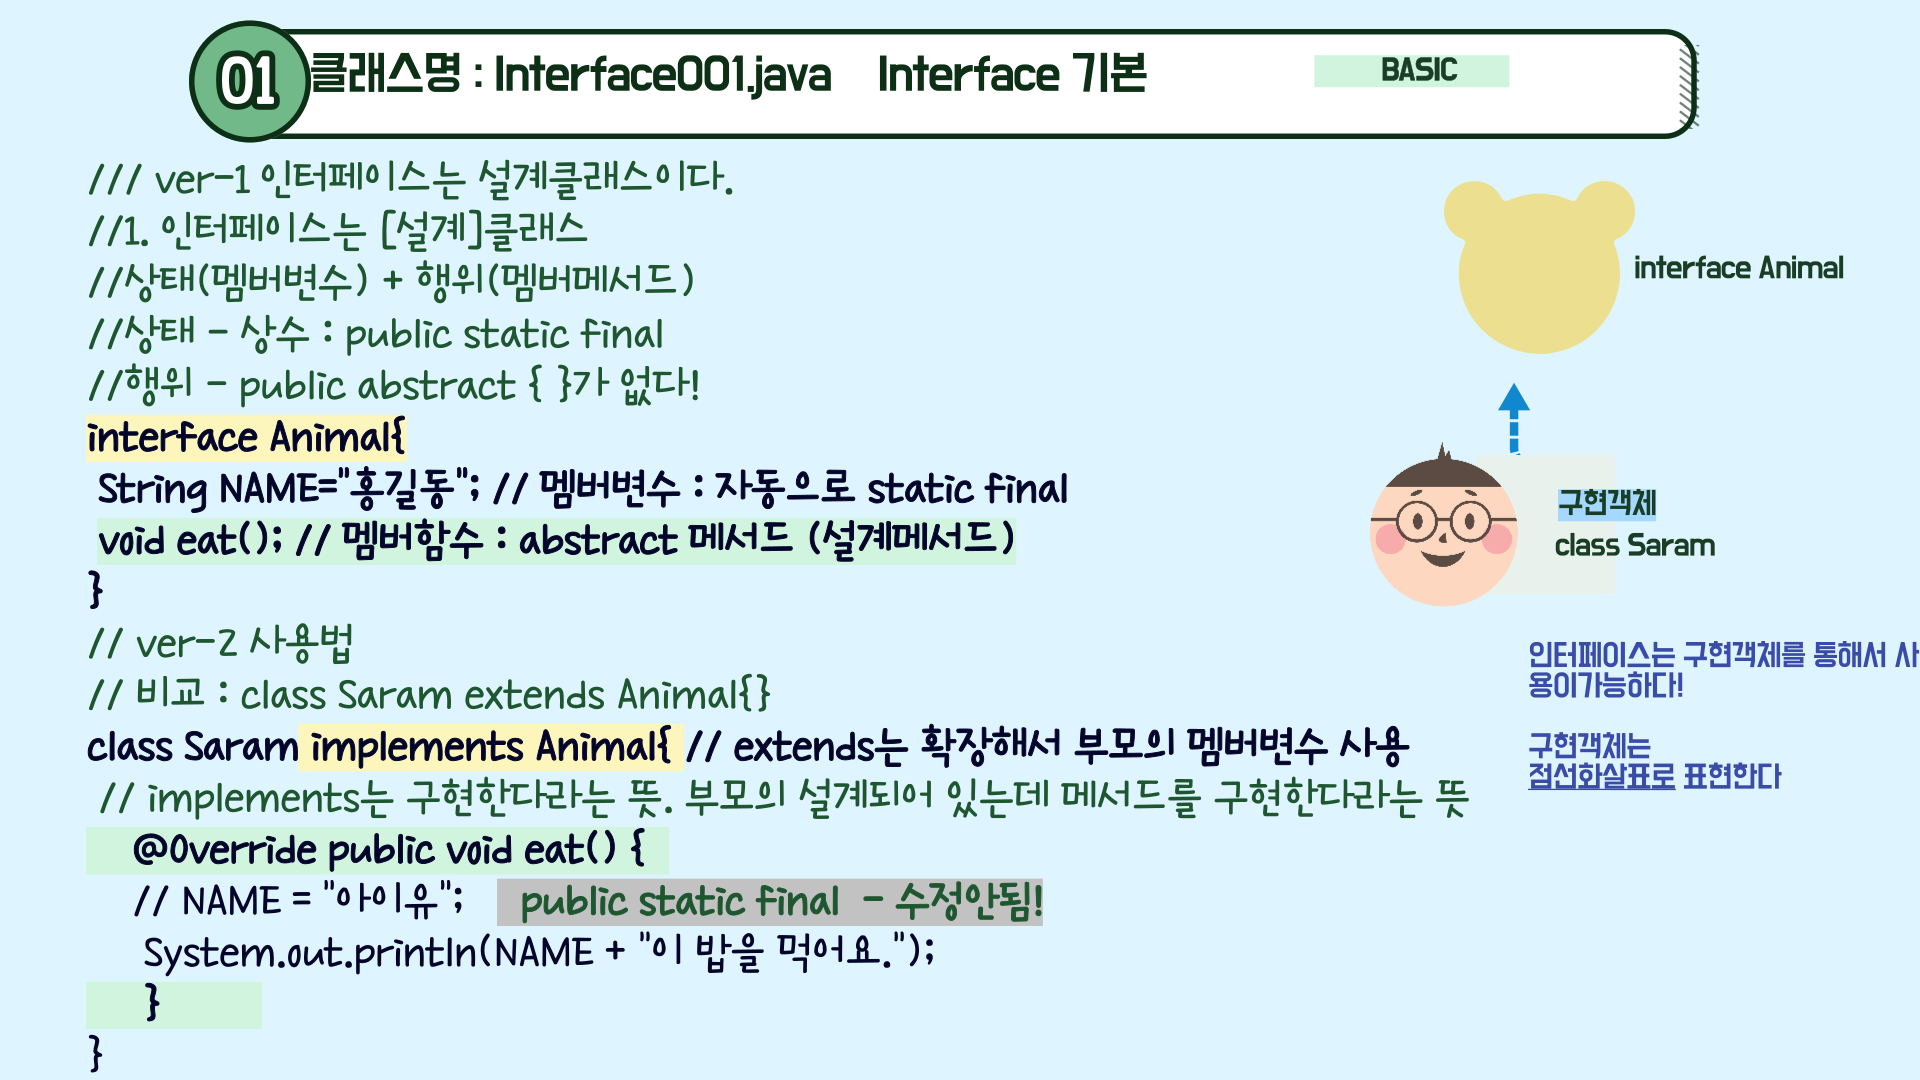 01 클래스명 : Interface001.java Interface 기본 BASIC
/// ver-1 인터페이스는 설계클래스이다.
//1. 인터페이스는 [설계]클래스
//상태(멤버변수) + 행위(멤버메서드)
//상태 - 상수 : public static final
//행위 - public abstract { }가 없다!
interface Animal{
String NAME="홍길동"; // 멤버변수 : 자동으로 static final
void eat(); // 멤버함수 : abstract 메서드 (설계메서드)
}
// ver-2 사용법
// 비교 : class Saram extends Animal{}
class Saram implements Animal{ // extends는 확장해서 부모의 멤버변수 사용
// implements는 구현한다라는 뜻. 부모의 설계되어 있는데 메서드를 구현한다라는 뜻
@Override public void eat() {
// NAME = "아이유"; public static final - 수정안됨!
System.out.println(NAME + "이 밥을 먹어요.");
}
}
interface Animal
구현객체
class Saram
인터페이스는 구현객체를 통해서 사
용이가능하다!
구현객체는
점선화살표로 표현한다